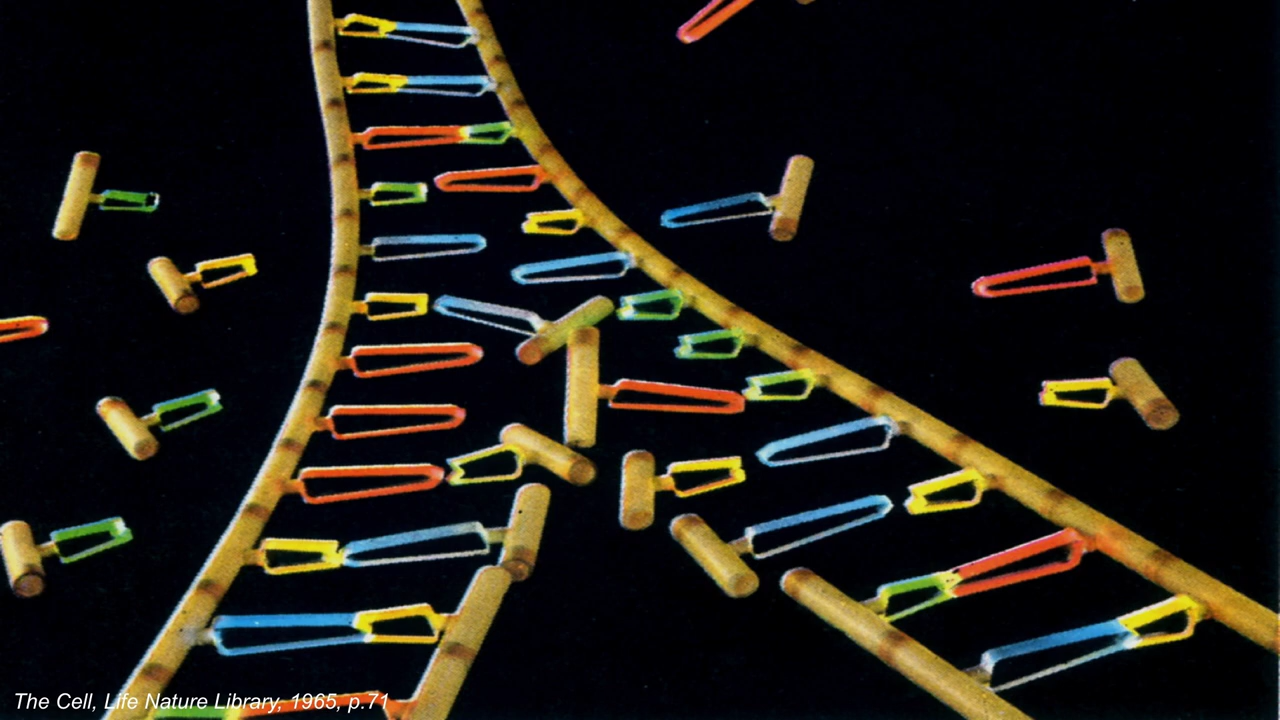 The Cell, Life Nature Library, 1965, p.71